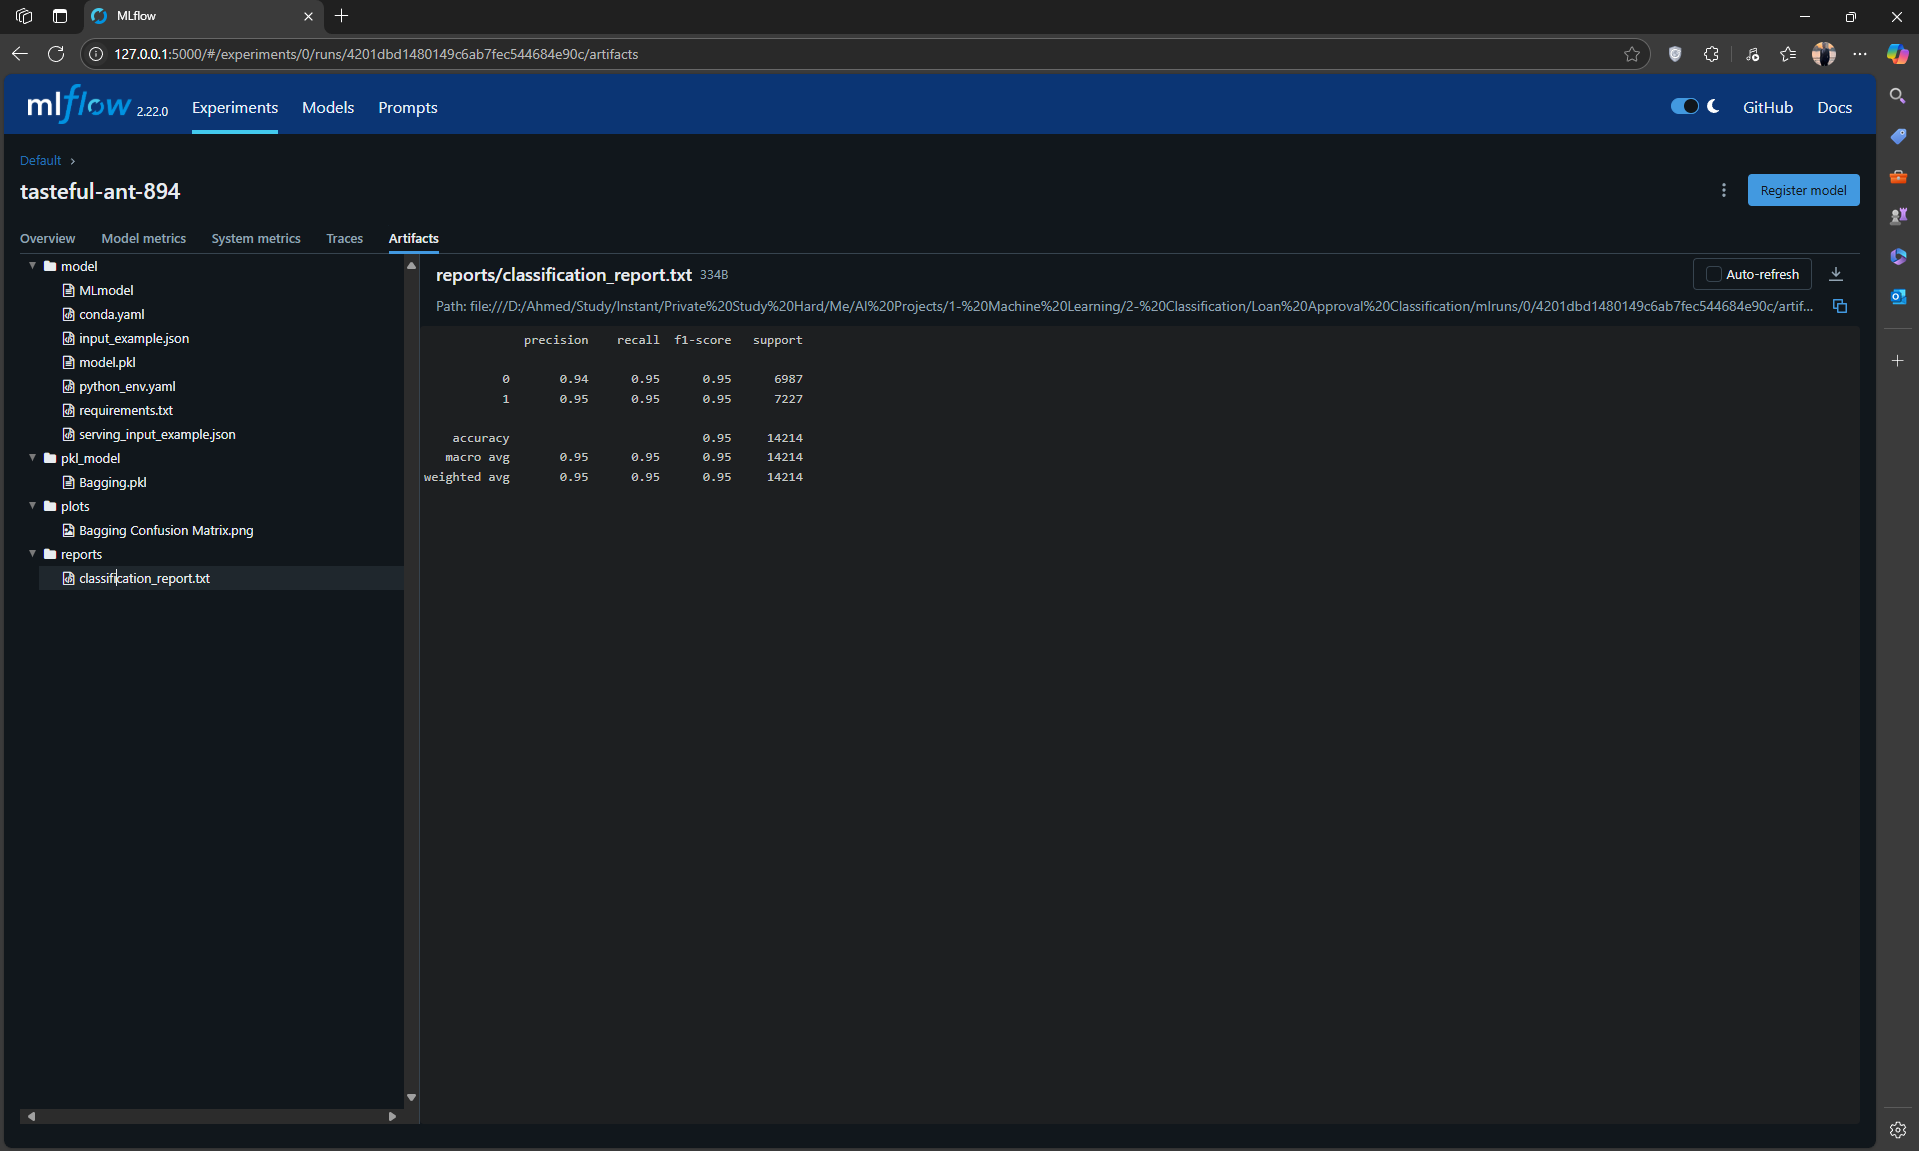 MLflow
127.0.0.1:5000/#/experiments/0/runs/4201dbd1480149c6ab7fec544684e90c/artifacts
mlflow 2.22.0 Experiments Models Prompts GitHub Docs
Default
tasteful-ant-894
Register model
Overview Model metrics System metrics Traces Artifacts
model
MLmodel
conda.yaml
input_example.json
model.pkl
python_env.yaml
requirements.txt
serving_input_example.json
pkl_model
Bagging.pkl
plots
Bagging Confusion Matrix.png
reports
classification_report.txt
reports/classification_report.txt 334B
Auto-refresh
Path: file:///D:/Ahmed/Study/Instant/Private%20Study%20Hard/Me/AI%20Projects/1-%20Machine%20Learning/2-%20Classification/Loan%20Approval%20Classification/mlruns/0/4201dbd1480149c6ab7fec544684e90c/artif...
precision recall f1-score support
0 0.94 0.95 0.95 6987
1 0.95 0.95 0.95 7227
accuracy 0.95 14214
macro avg 0.95 0.95 0.95 14214
weighted avg 0.95 0.95 0.95 14214